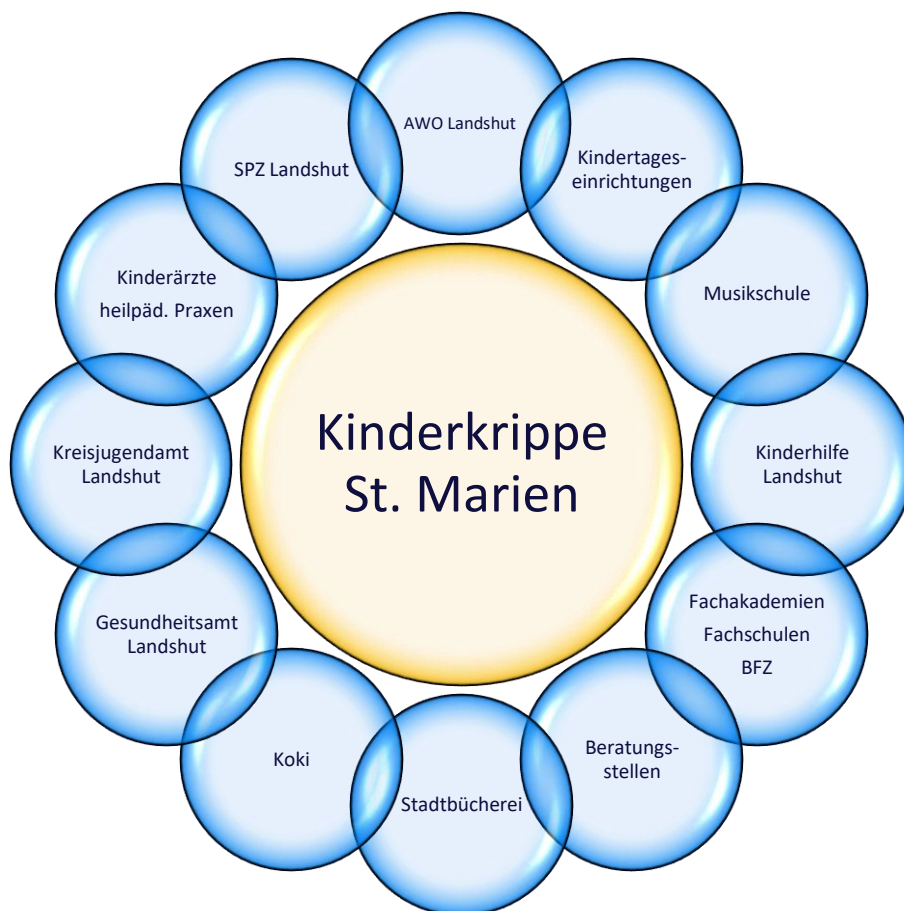 AWO Landshut
Kindertages-
einrichtungen
Musikschule
Kinderhilfe
Landshut
Fachakademien
Fachschulen
BFZ
Beratungs-
stellen
Stadtbücherei
Koki
Gesundheitsamt
Landshut
Kreisjugendamt
Landshut
Kinderärzte
heilpäd. Praxen
SPZ Landshut
Kinderkrippe
St. Marien